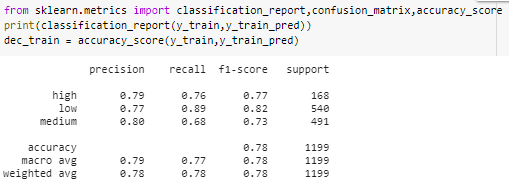 from sklearn.metrics import classification_report,confusion_matrix,accuracy_score
print(classification_report(y_train,y_train_pred))
dec_train = accuracy_score(y_train,y_train_pred)
precision recall f1-score support
high 0.79 0.76 0.77 168
low 0.77 0.89 0.82 540
medium 0.80 0.68 0.73 491
accuracy 0.78 1199
macro avg 0.79 0.77 0.78 1199
weighted avg 0.78 0.78 0.78 1199